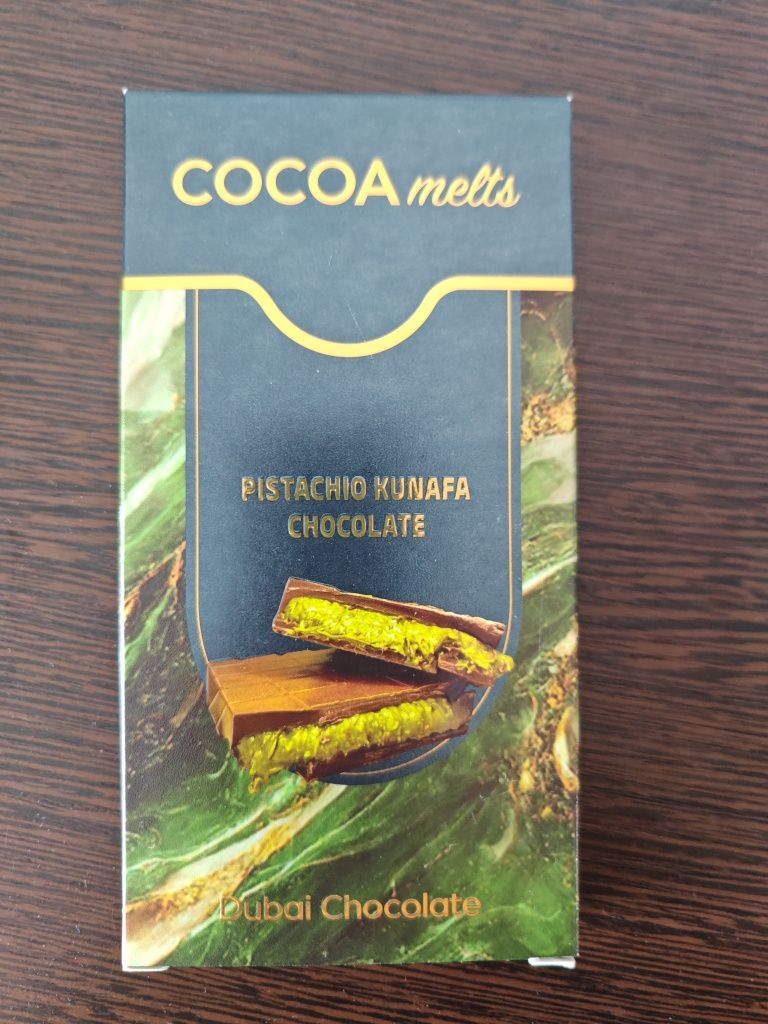 COCOA melts
PISTACHIO KUNAFA
CHOCOLATE
Dubai Chocolate